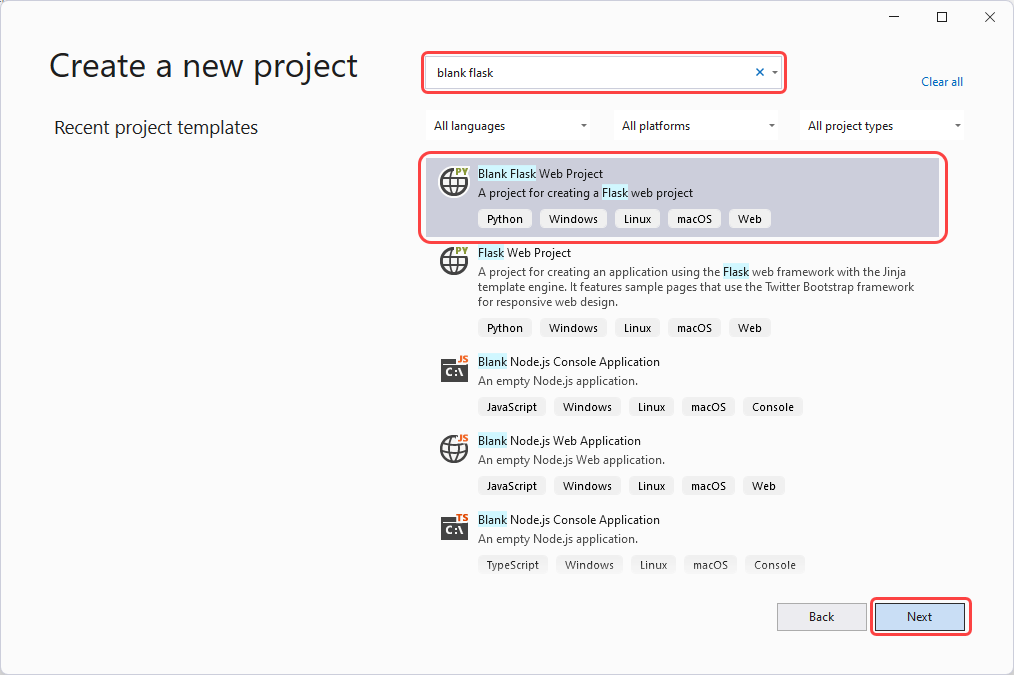 Create a new project
blank flask
Clear all
Recent project templates
All languages
All platforms
All project types
PY
Blank Flask Web Project
A project for creating a Flask web project
Python Windows Linux macOS Web
PY
Flask Web Project
A project for creating an application using the Flask web framework with the Jinja
template engine. It features sample pages that use the Twitter Bootstrap framework
for responsive web design.
Python Windows Linux macOS Web
JS
C:\
Blank Node.js Console Application
An empty Node.js application.
JavaScript Windows Linux macOS Console
JS
Blank Node.js Web Application
An empty Node.js Web application.
JavaScript Windows Linux macOS Web
TS
C:\
Blank Node.js Console Application
An empty Node.js application.
TypeScript Windows Linux macOS Console
Back
Next